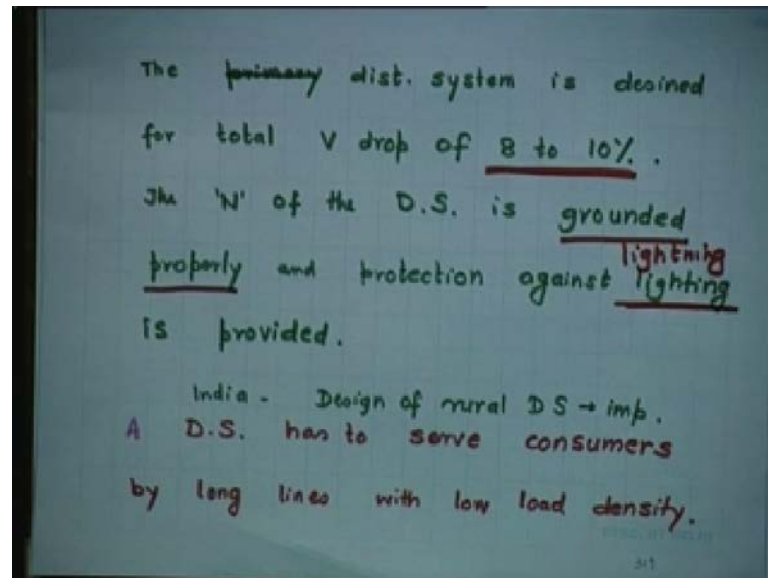 The primary dist. system is desined
for total V drop of 8 to 10%.
The 'N' of the D.S. is grounded
lightning
properly and protection against lighting
is provided.
India - Design of rural DS → imp.
A D.S. has to serve consumers
by long lines with low load density.